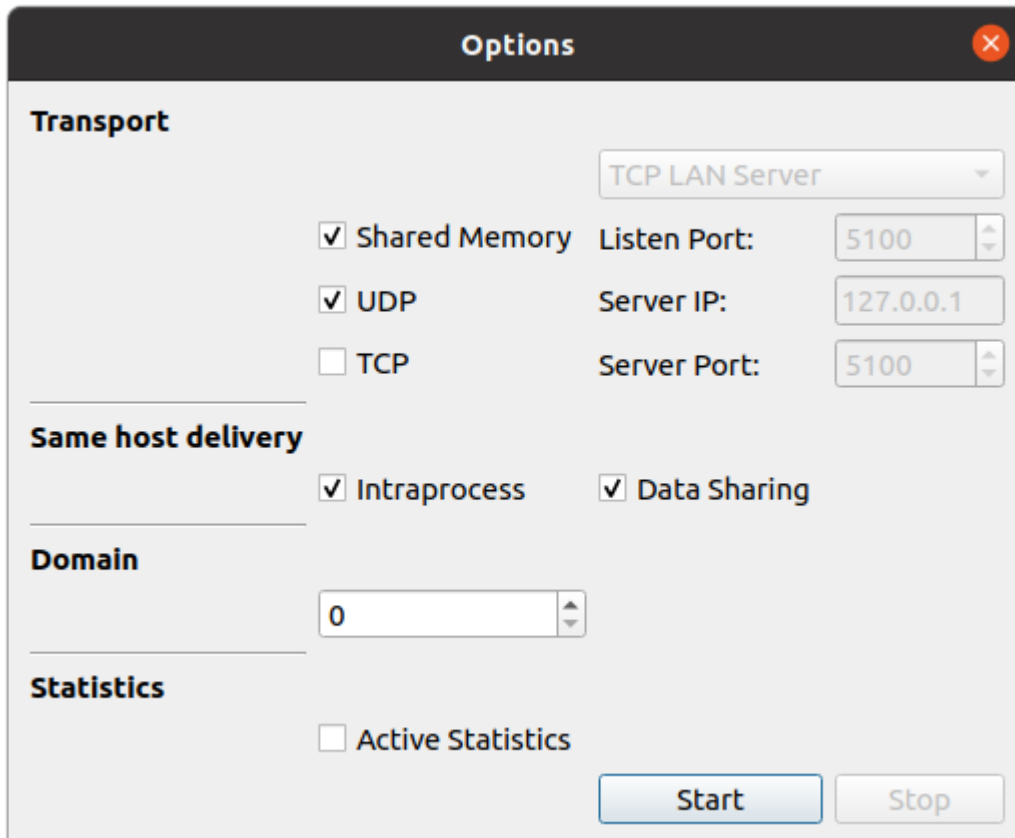 Options
Transport
TCP LAN Server
Shared Memory Listen Port: 5100
UDP Server IP: 127.0.0.1
TCP Server Port: 5100
Same host delivery
Intraprocess Data Sharing
Domain
0
Statistics
Active Statistics
Start Stop